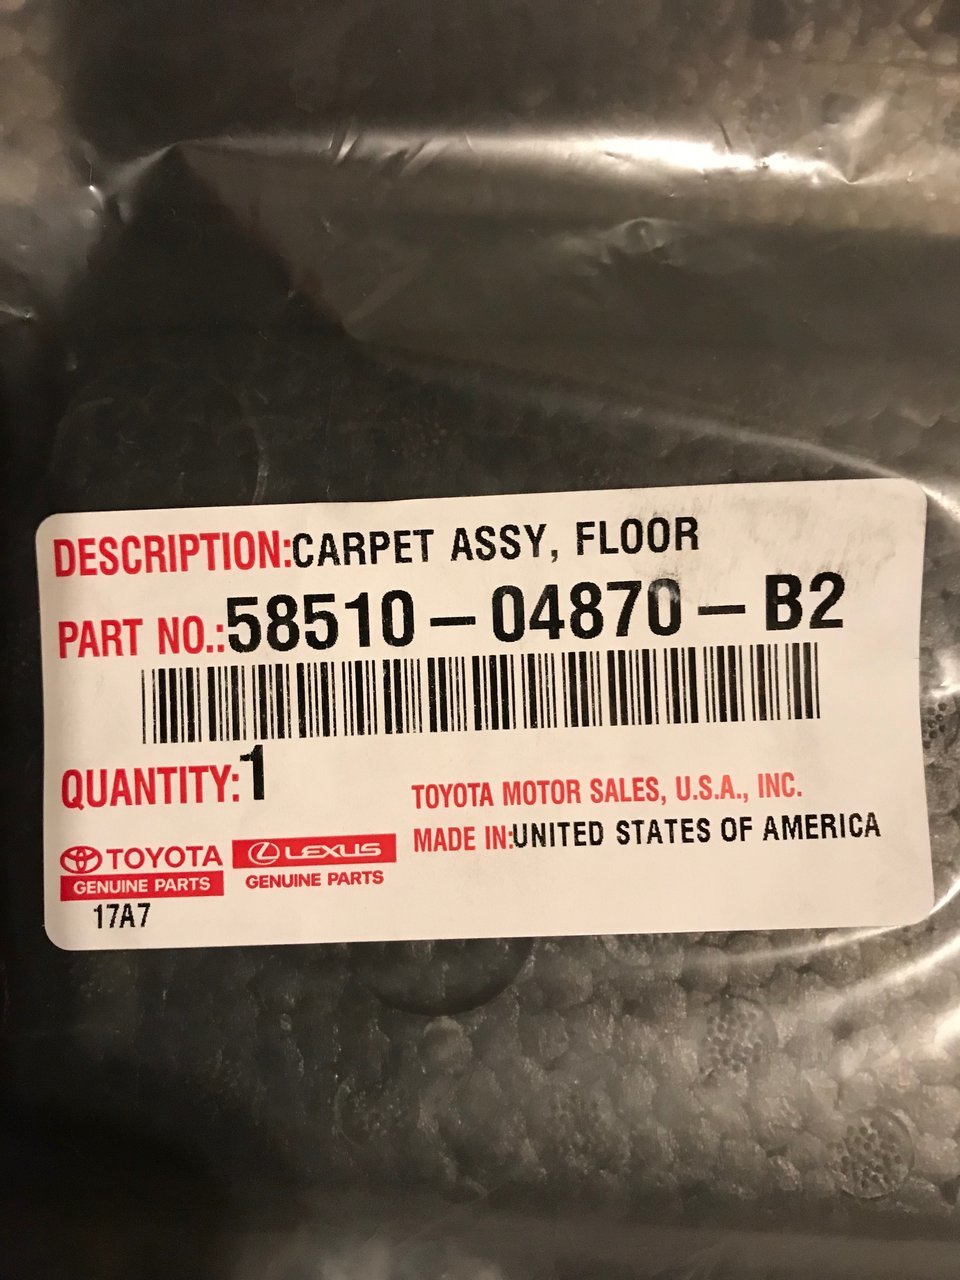 DESCRIPTION:CARPET ASSY, FLOOR
PART NO.:58510-04870-B2
QUANTITY:1
TOYOTA MOTOR SALES, U.S.A., INC.
MADE IN:UNITED STATES OF AMERICA
TOYOTA
GENUINE PARTS
LEXUS
GENUINE PARTS
17A7